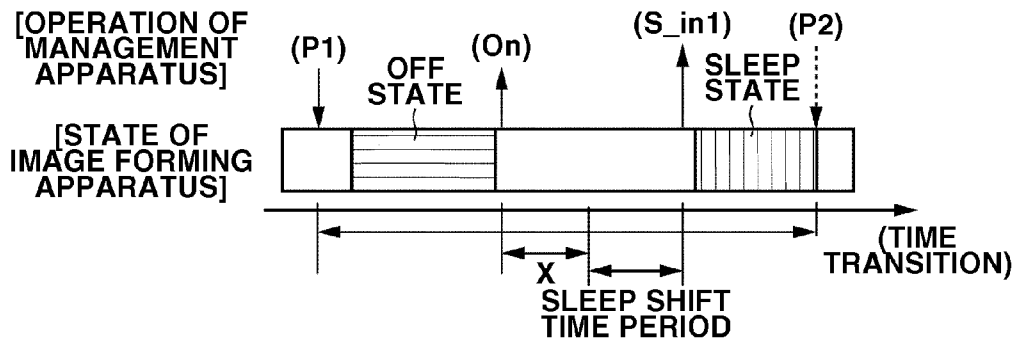 [OPERATION OF
MANAGEMENT
APPARATUS]
(P1)
OFF
STATE
(On)
(S_in1)
SLEEP
STATE
(P2)
[STATE OF
IMAGE FORMING
APPARATUS]
(TIME
TRANSITION)
X
SLEEP SHIFT
TIME PERIOD